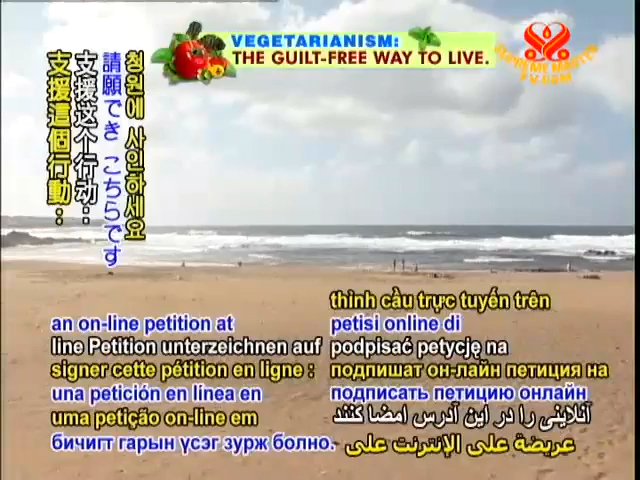 VEGETARIANISM:
THE GUILT-FREE WAY TO LIVE.
SUPREME MASTER
TV.COM
청원에 사인하세요
請願でき こちらです
支援这个行动:
支援這個行動:
an on-line petition at
line Petition unterzeichnen auf
signer cette pétition en ligne :
una petición en línea en
uma petição on-line em
бичигт гарын үсэг зурж болно.
thỉnh cầu trực tuyến trên
petisi online di
podpisać petycję na
подпишат он-лайн петиция на
подписать петицию онлайн
آنلاینی را در این آدرس امضا کنند
عريضة على الإنترنت على